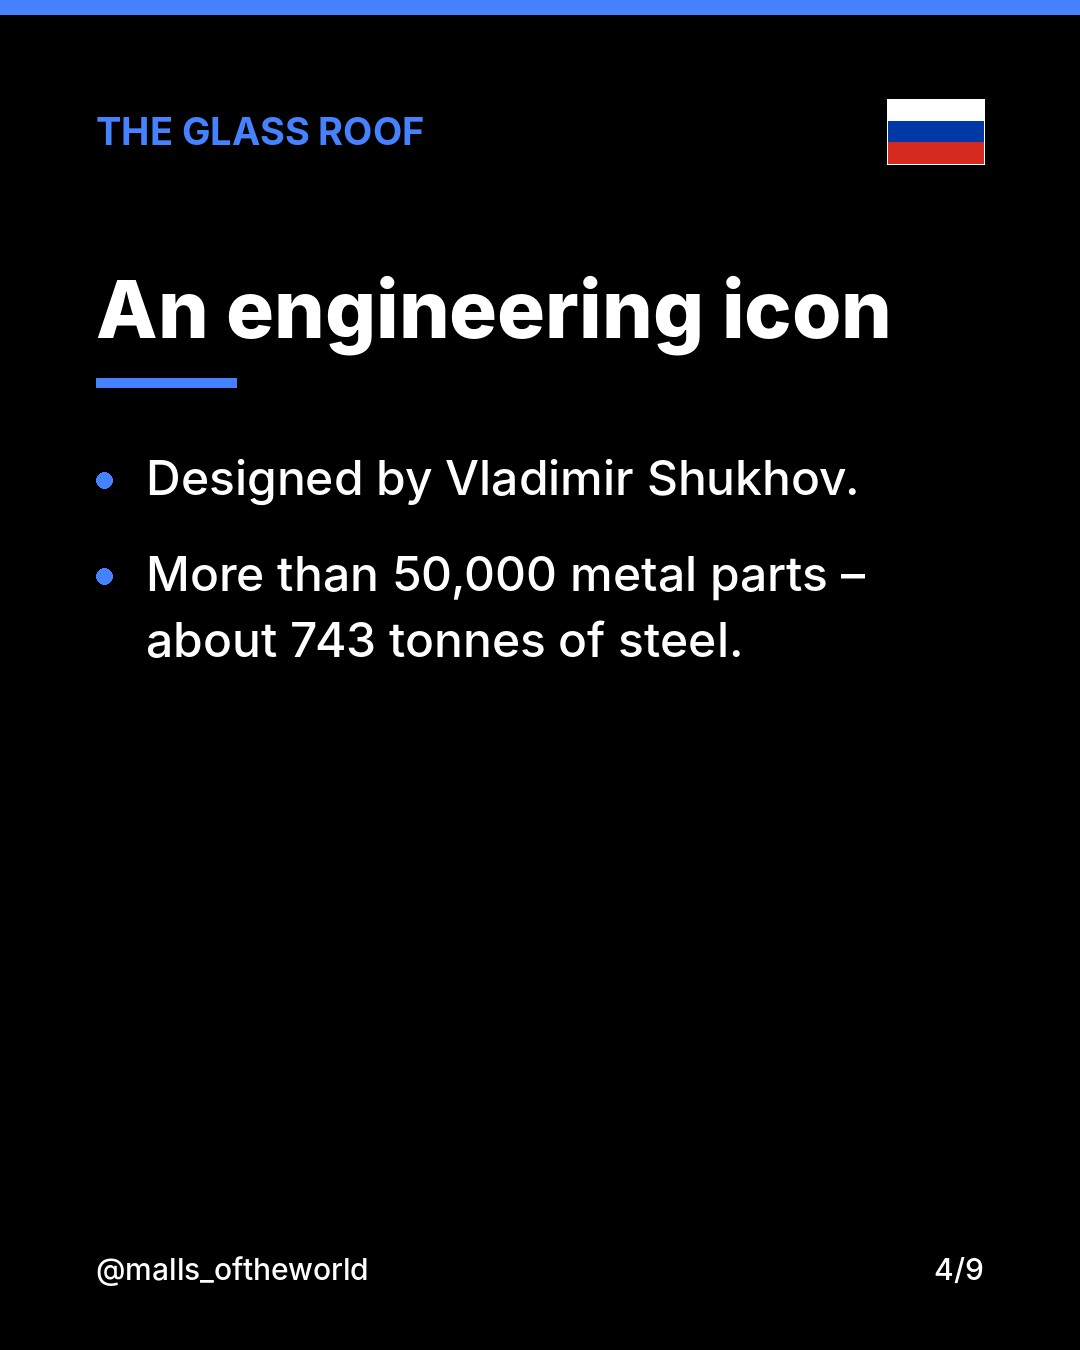 THE GLASS ROOF
An engineering icon
• Designed by Vladimir Shukhov.
• More than 50,000 metal parts –
about 743 tonnes of steel.
@malls_oftheworld
4/9